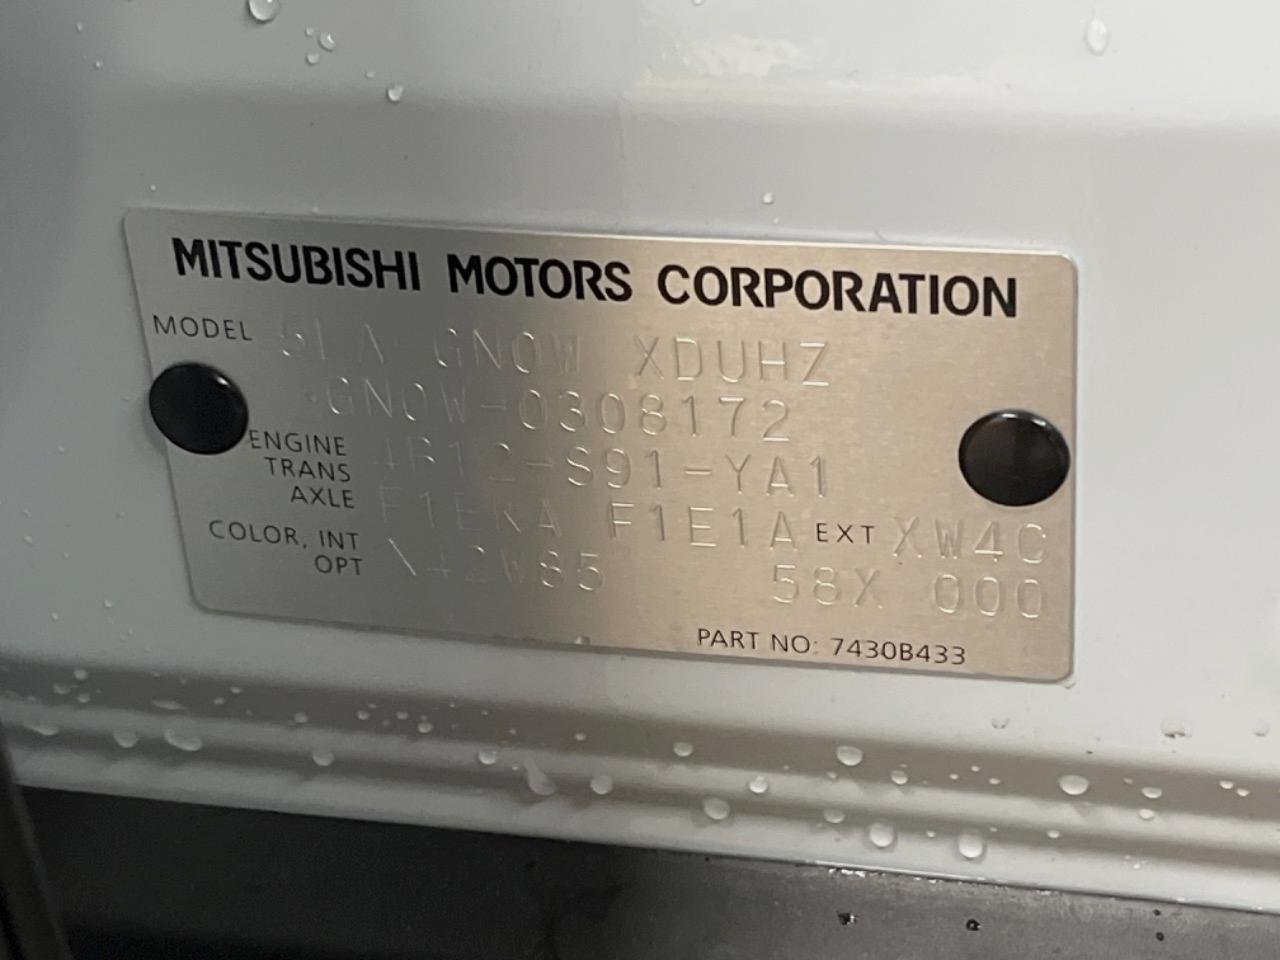 MITSUBISHI MOTORS CORPORATION
MODEL 5LA-GN0W XDUHZ
GN0W-0308172
ENGINE 4B12-S91-YA1
TRANS
AXLE F1EKA F1E1A EXT XW4C
COLOR, INT
OPT \42W85 58X 000
PART NO: 7430B433